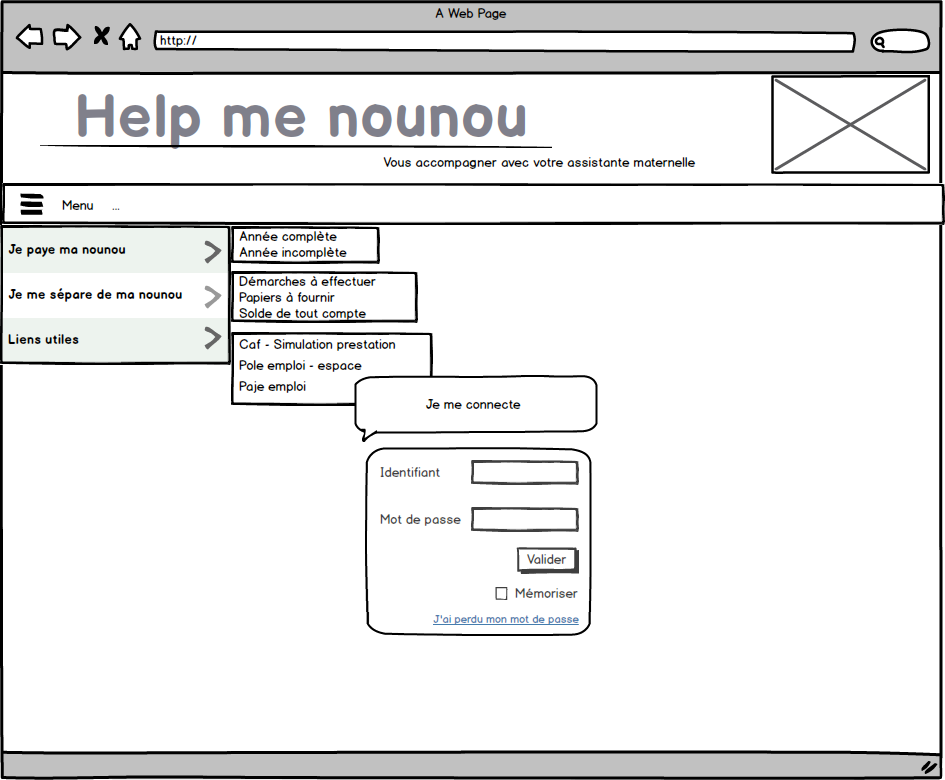 A Web Page
http://
Help me nounou
Vous accompagner avec votre assistante maternelle
Menu ...
Je paye ma nounou
Année complète
Année incomplète
Je me sépare de ma nounou
Démarches à effectuer
Papiers à fournir
Solde de tout compte
Liens utiles
Caf - Simulation prestation
Pole emploi - espace
Paje emploi
Je me connecte
Identifiant
Mot de passe
Valider
Mémoriser
J'ai perdu mon mot de passe